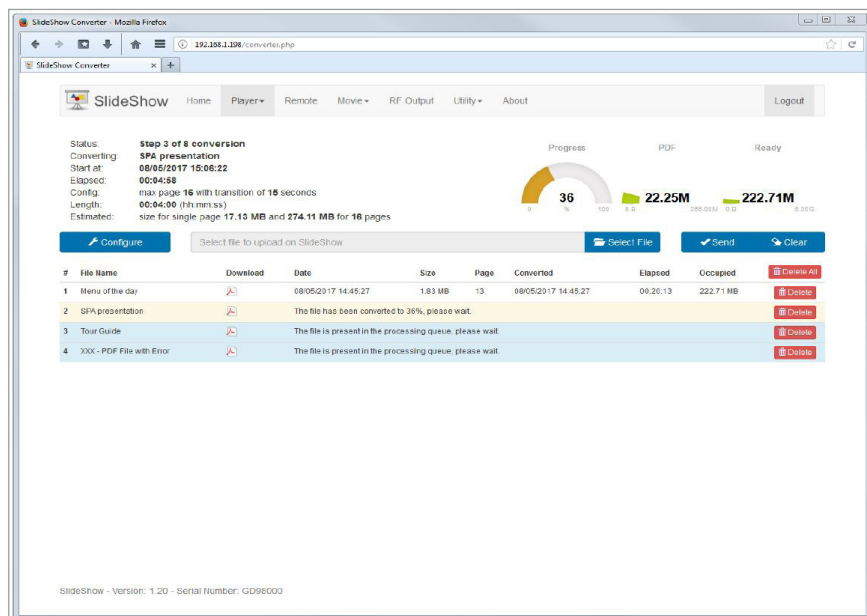 SlideShow Converter - Mozilla Firefox
192.168.1.198/converter.php
SlideShow Converter
SlideShow Home Player Remote Movie RF Output Utility About Logout
Status: Step 3 of 8 conversion
Converting: SPA presentation
Start at: 08/05/2017 15:06:22
Elapsed: 00:04:58
Config: max page 16 with transition of 15 seconds
Length: 00:04:00 (hh:mm:ss)
Estimated: size for single page 17.13 MB and 274.11 MB for 16 pages
Progress PDF Ready
36 22.25M 222.71M
0 % 100 0 B 256.00M 0 B 5.00G
Configure Select file to upload on SlideShow Select File Send Clear
# File Name Download Date Size Page Converted Elapsed Occupied Delete All
1 Menu of the day 08/05/2017 14:45:27 1.83 MB 13 08/05/2017 14:45:27 00:20:13 222.71 MB Delete
2 SPA presentation The file has been converted to 36%, please wait. Delete
3 Tour Guide The file is present in the processing queue, please wait. Delete
4 XXX - PDF File with Error The file is present in the processing queue, please wait. Delete
SlideShow - Version: 1.20 - Serial Number: GD98000